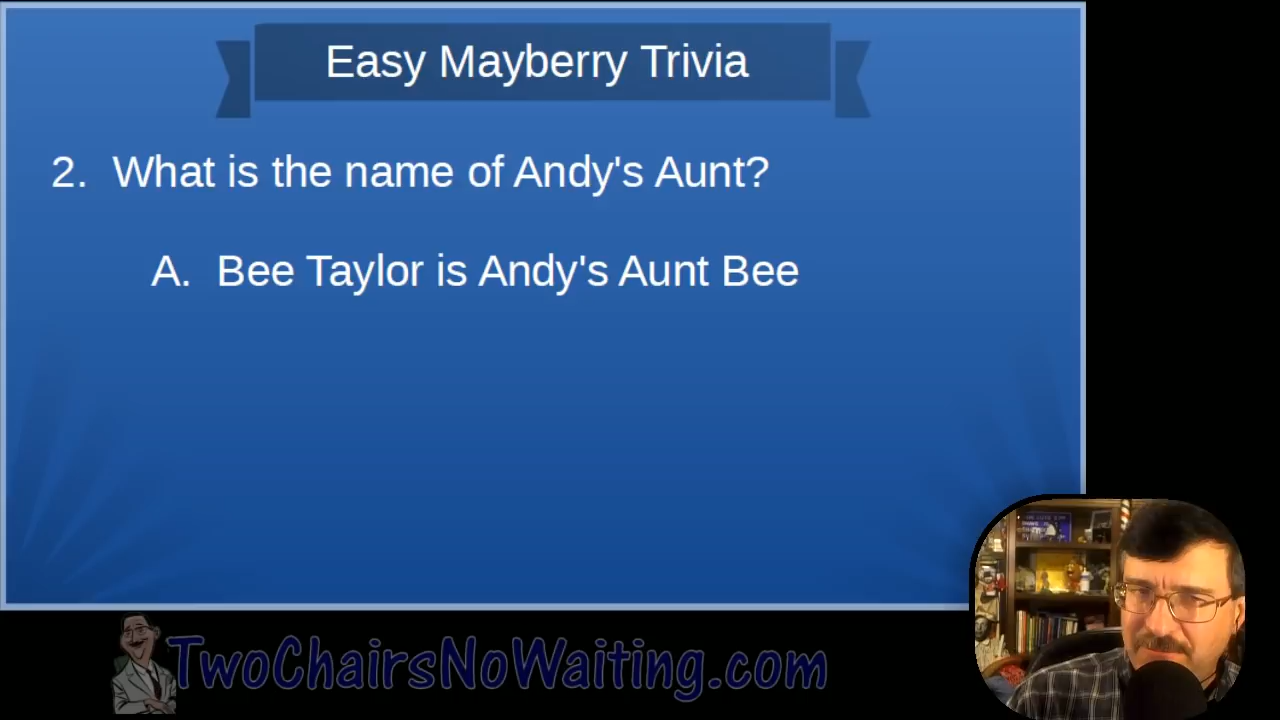 Easy Mayberry Trivia
2. What is the name of Andy's Aunt?
A. Bee Taylor is Andy's Aunt Bee
TwoChairsNoWaiting.com